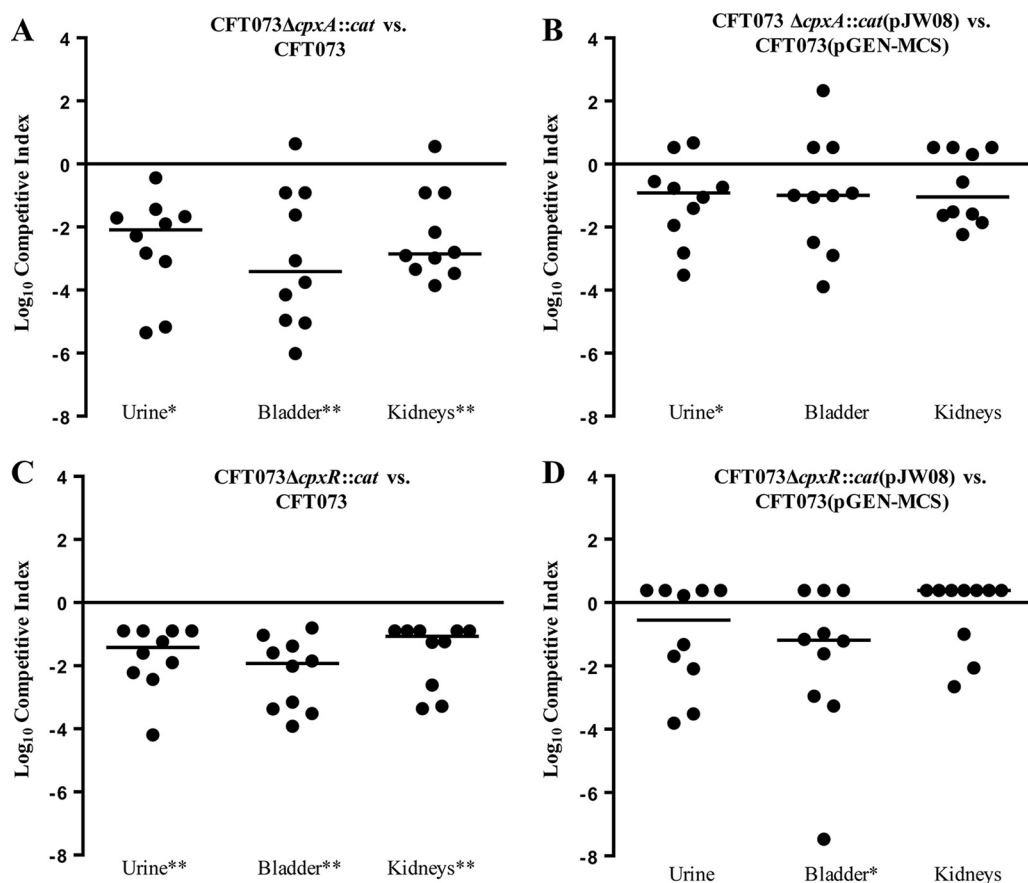 A
CFT073ΔcpxA::cat vs.
CFT073
Log10 Competitive Index
4
2
0
-2
-4
-6
-8
Urine* Bladder** Kidneys**
B
CFT073 ΔcpxA::cat(pJW08) vs.
CFT073(pGEN-MCS)
Log10 Competitive Index
4
2
0
-2
-4
-6
-8
Urine* Bladder Kidneys
C
CFT073ΔcpxR::cat vs.
CFT073
Log10 Competitive Index
4
2
0
-2
-4
-6
-8
Urine** Bladder** Kidneys**
D
CFT073ΔcpxR::cat(pJW08) vs.
CFT073(pGEN-MCS)
Log10 Competitive Index
4
2
0
-2
-4
-6
-8
Urine Bladder* Kidneys